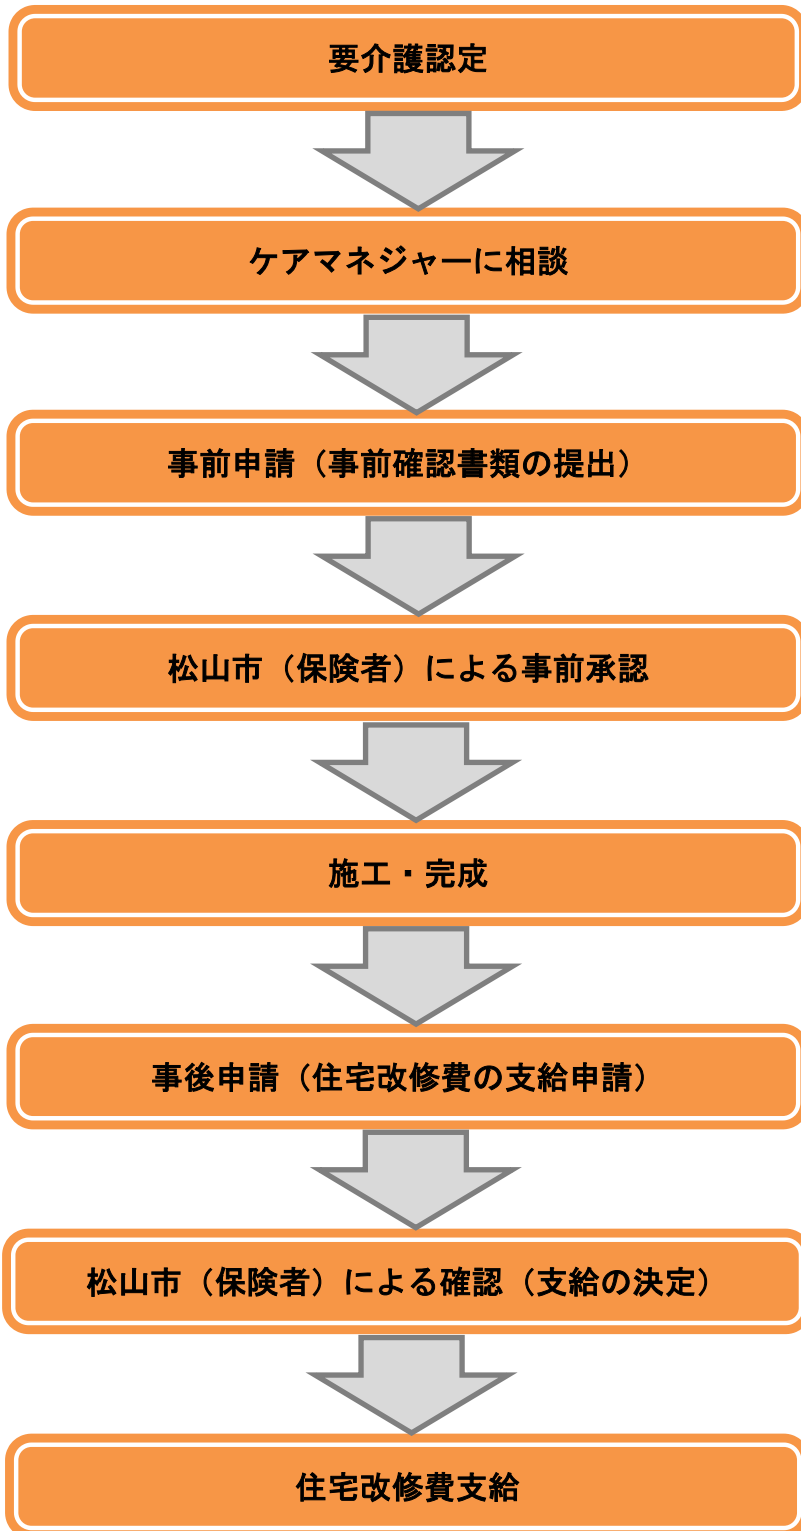 要介護認定
ケアマネジャーに相談
事前申請（事前確認書類の提出）
松山市（保険者）による事前承認
施工・完成
事後申請（住宅改修費の支給申請）
松山市（保険者）による確認（支給の決定）
住宅改修費支給